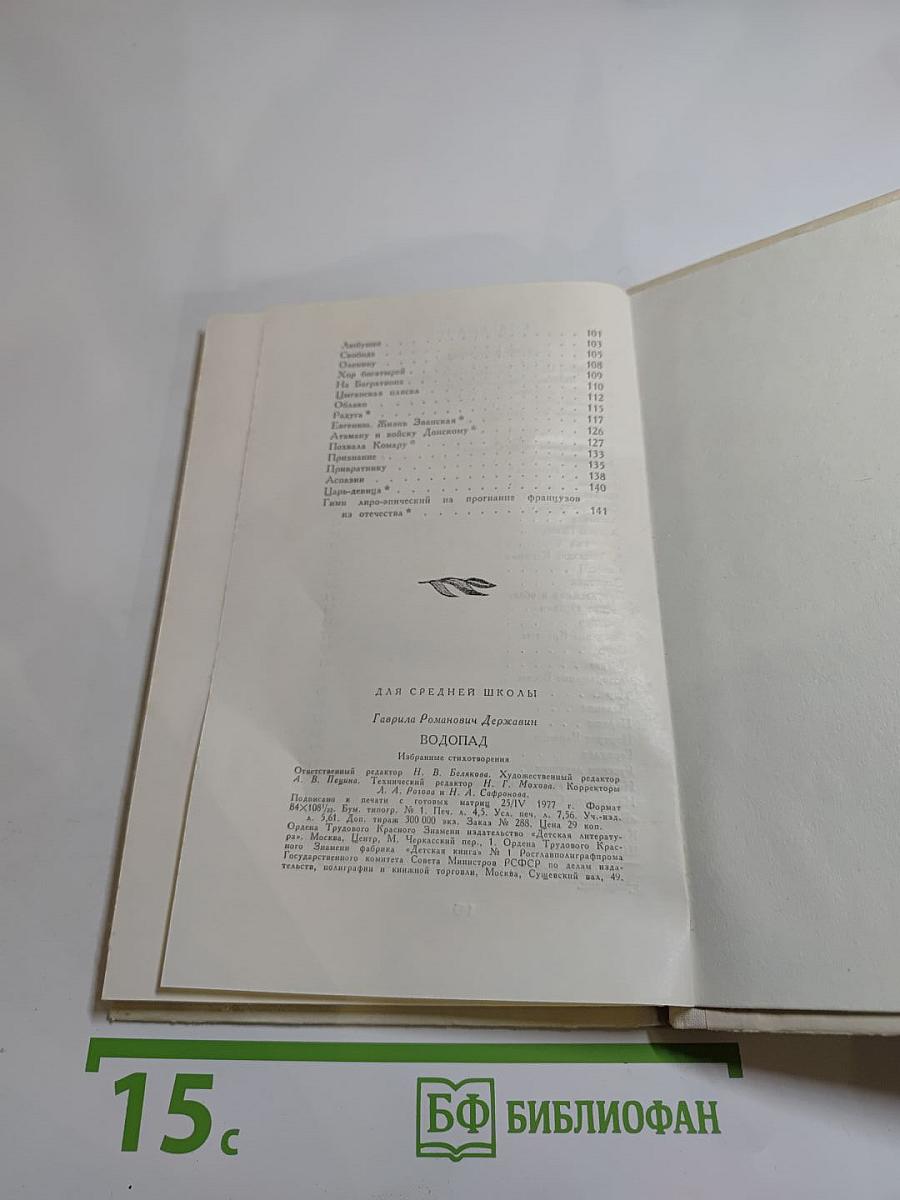 Любушке . . . 101
Свобода . . . 103
Оленину . . . 105
Хор богатырей . . . 108
На Багратиона . . . 109
Цыганская пляска . . . 110
Облако . . . 112
Радуга * . . . 115
Евгению. Жизнь Званская * . . . 117
Атаману и войску Донскому * . . . 126
Похвала Комару * . . . 127
Признание . . . 133
Привратнику . . . 135
Аспазии . . . 138
Царь-девица * . . . 140
Гимн лиро-эпический на прогнание французов
из отечества * . . . 141
ДЛЯ СРЕДНЕЙ ШКОЛЫ
Гаврила Романович Державин
ВОДОПАД
Избранные стихотворения
Ответственный редактор Н. В. Белякова. Художественный редактор
А. В. Пацина. Технический редактор Н. Г. Мохова. Корректоры
Л. А. Рогова и Н. А. Сафронова.
Подписано к печати с готовых матриц 25/IV 1977 г. Формат
84×108 1/32. Бум. типогр. № 1. Печ. л. 4,5. Усл. печ. л. 7,56. Уч.-изд.
л. 5,61. Доп. тираж 300 000 экз. Заказ № 288. Цена 29 коп.
Ордена Трудового Красного Знамени издательство «Детская литерату-
ра». Москва, Центр, М. Черкасский пер., 1. Ордена Трудового Крас-
ного Знамени фабрика «Детская книга» № 1 Росглавполиграфпрома
Государственного комитета Совета Министров РСФСР по делам изда-
тельств, полиграфии и книжной торговли, Москва, Сущевский вал, 49.
15 с
БФ БИБЛИОФАН